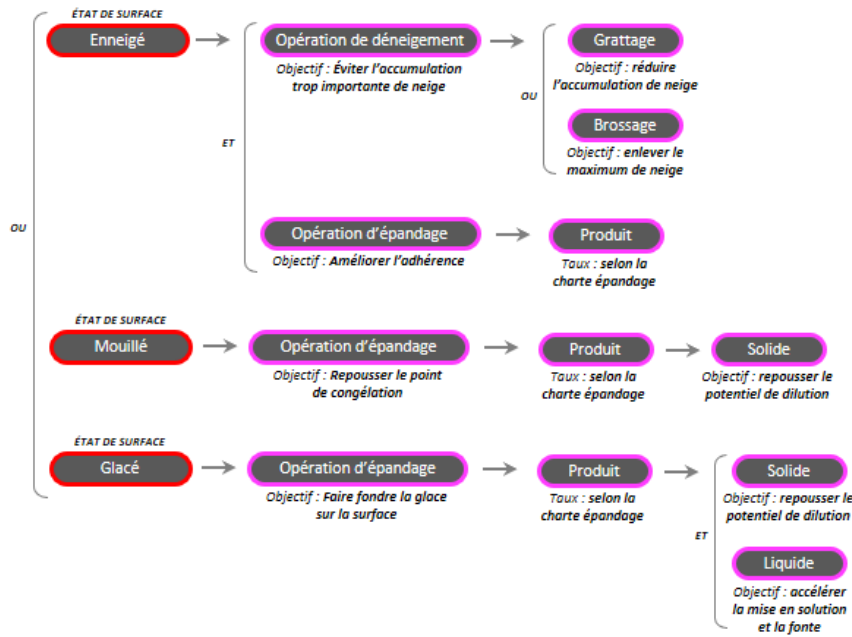 ÉTAT DE SURFACE
Enneigé
Opération de déneigement
Objectif : Éviter l'accumulation
trop importante de neige
Grattage
Objectif : réduire
l'accumulation de neige
OU
Brossage
Objectif : enlever le
maximum de neige
ET
Opération d'épandage
Objectif : Améliorer l'adhérence
Produit
Taux : selon la
charte épandage
OU
ÉTAT DE SURFACE
Mouillé
Opération d'épandage
Objectif : Repousser le point
de congélation
Produit
Taux : selon la
charte épandage
Solide
Objectif : repousser le
potentiel de dilution
ÉTAT DE SURFACE
Glacé
Opération d'épandage
Objectif : Faire fondre la glace
sur la surface
Produit
Taux : selon la
charte épandage
Solide
Objectif : repousser le
potentiel de dilution
ET
Liquide
Objectif : accélérer
la mise en solution
et la fonte